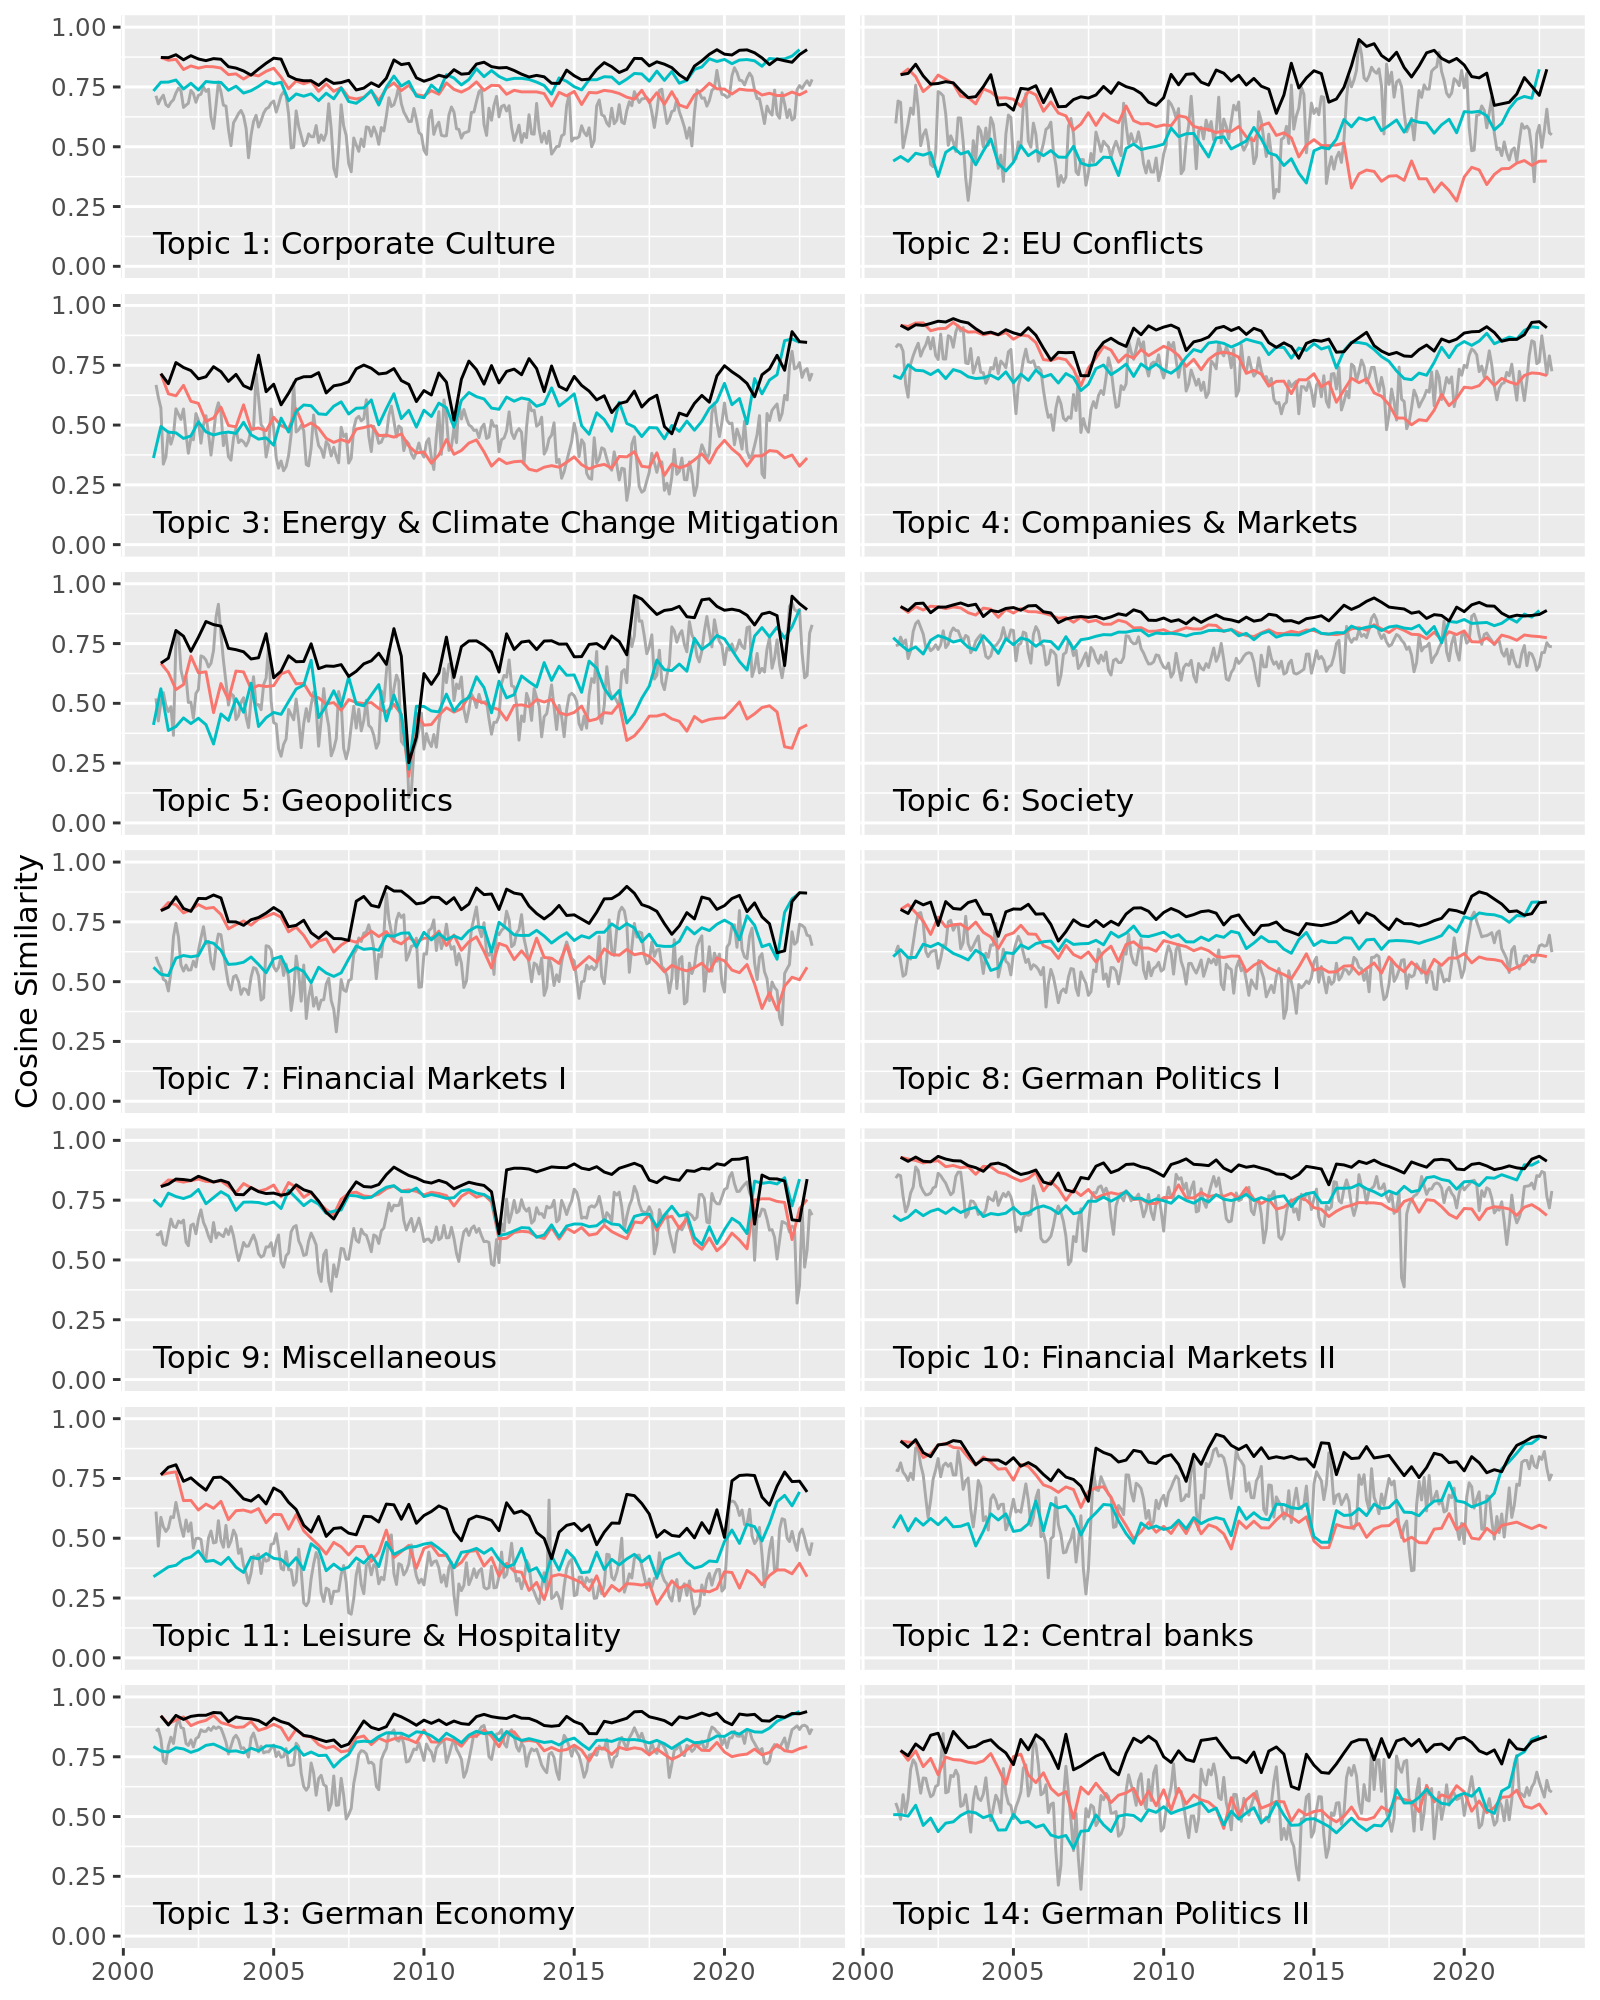 1.00
0.75
0.50
0.25
0.00
Topic 1: Corporate Culture
Topic 2: EU Conflicts
1.00
0.75
0.50
0.25
0.00
Topic 3: Energy & Climate Change Mitigation
Topic 4: Companies & Markets
1.00
0.75
0.50
0.25
0.00
Topic 5: Geopolitics
Topic 6: Society
Cosine Similarity
1.00
0.75
0.50
0.25
0.00
Topic 7: Financial Markets I
Topic 8: German Politics I
1.00
0.75
0.50
0.25
0.00
Topic 9: Miscellaneous
Topic 10: Financial Markets II
1.00
0.75
0.50
0.25
0.00
Topic 11: Leisure & Hospitality
Topic 12: Central banks
1.00
0.75
0.50
0.25
0.00
Topic 13: German Economy
Topic 14: German Politics II
2000 2005 2010 2015 2020 2000 2005 2010 2015 2020